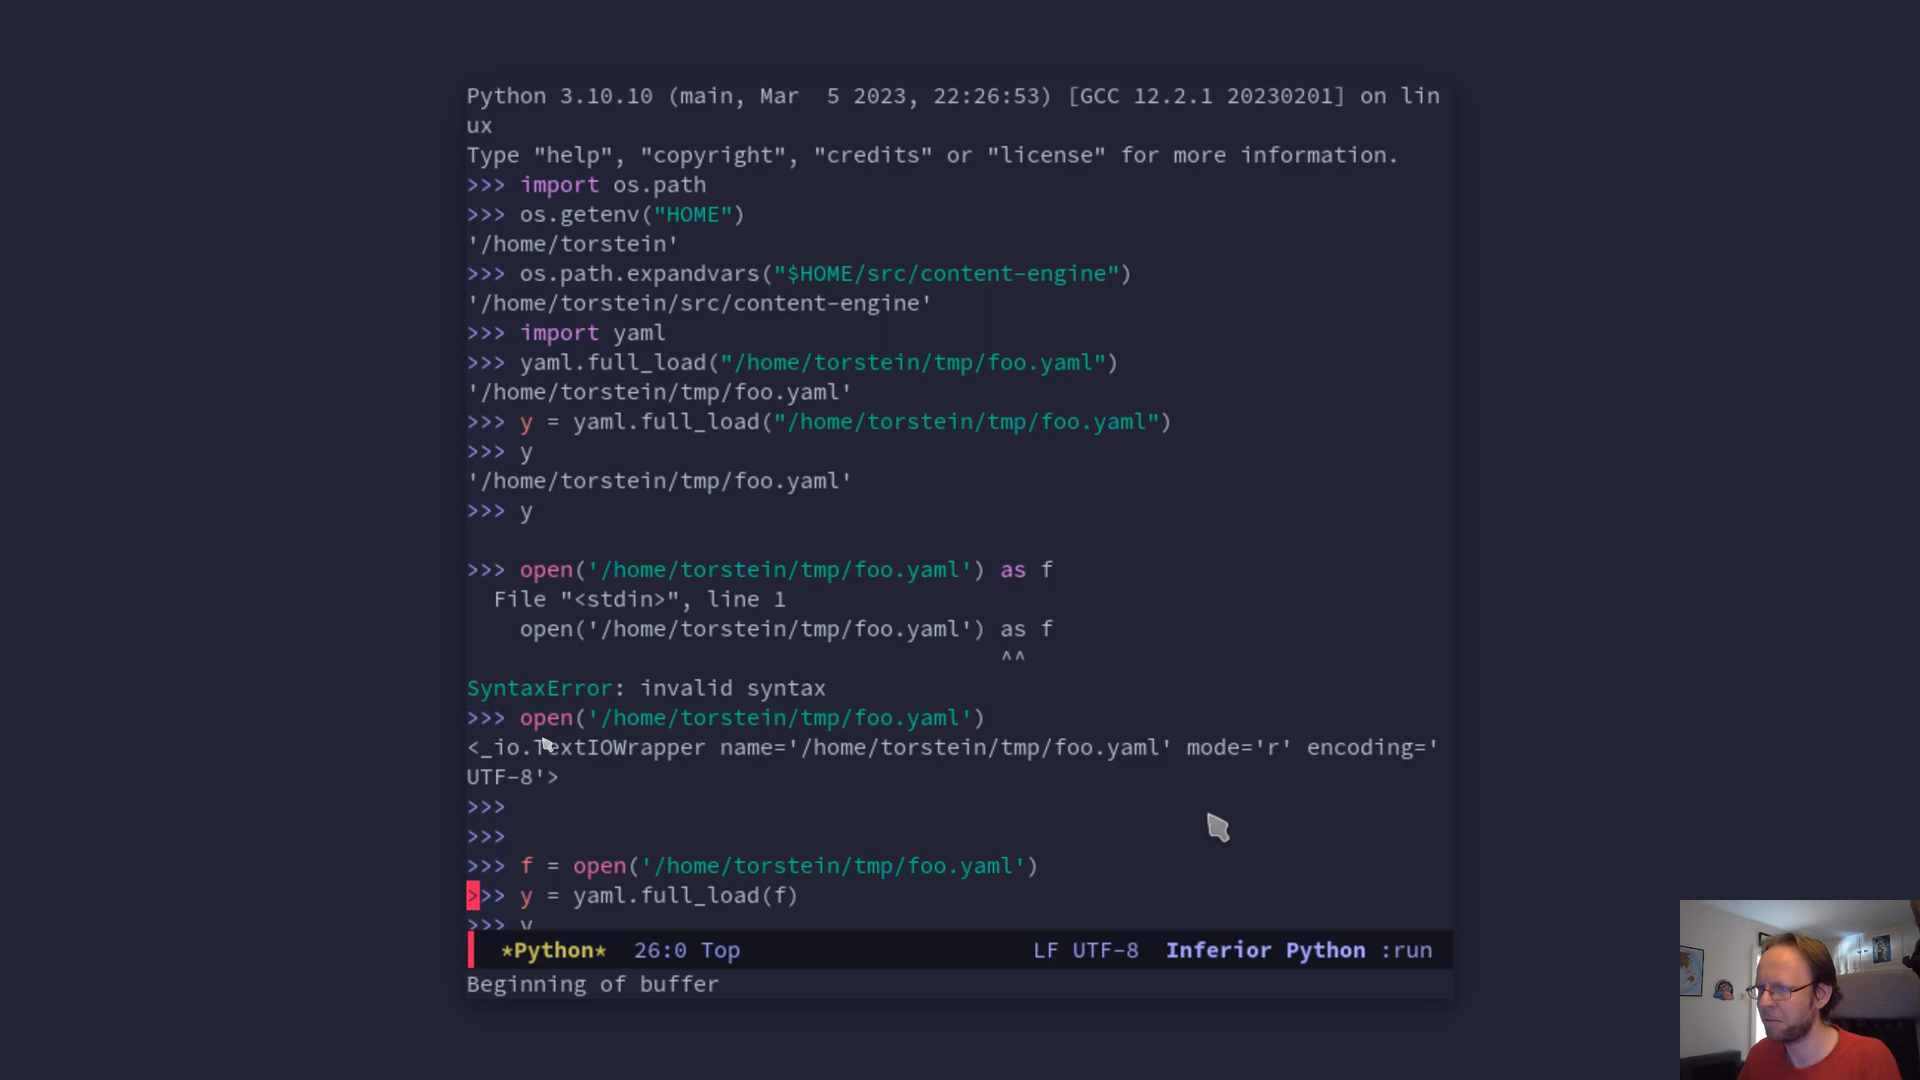 Python 3.10.10 (main, Mar  5 2023, 22:26:53) [GCC 12.2.1 20230201] on lin
ux
Type "help", "copyright", "credits" or "license" for more information.
>>> import os.path
>>> os.getenv("HOME")
'/home/torstein'
>>> os.path.expandvars("$HOME/src/content-engine")
'/home/torstein/src/content-engine'
>>> import yaml
>>> yaml.full_load("/home/torstein/tmp/foo.yaml")
'/home/torstein/tmp/foo.yaml'
>>> y = yaml.full_load("/home/torstein/tmp/foo.yaml")
>>> y
'/home/torstein/tmp/foo.yaml'
>>> y
>>> open('/home/torstein/tmp/foo.yaml') as f
  File "<stdin>", line 1
    open('/home/torstein/tmp/foo.yaml') as f
                                        ^^
SyntaxError: invalid syntax
>>> open('/home/torstein/tmp/foo.yaml')
<_io.TextIOWrapper name='/home/torstein/tmp/foo.yaml' mode='r' encoding='
UTF-8'>
>>>
>>>
>>> f = open('/home/torstein/tmp/foo.yaml')
>>> y = yaml.full_load(f)
>>> y
*Python*  26:0 Top LF UTF-8  Inferior Python :run
Beginning of buffer